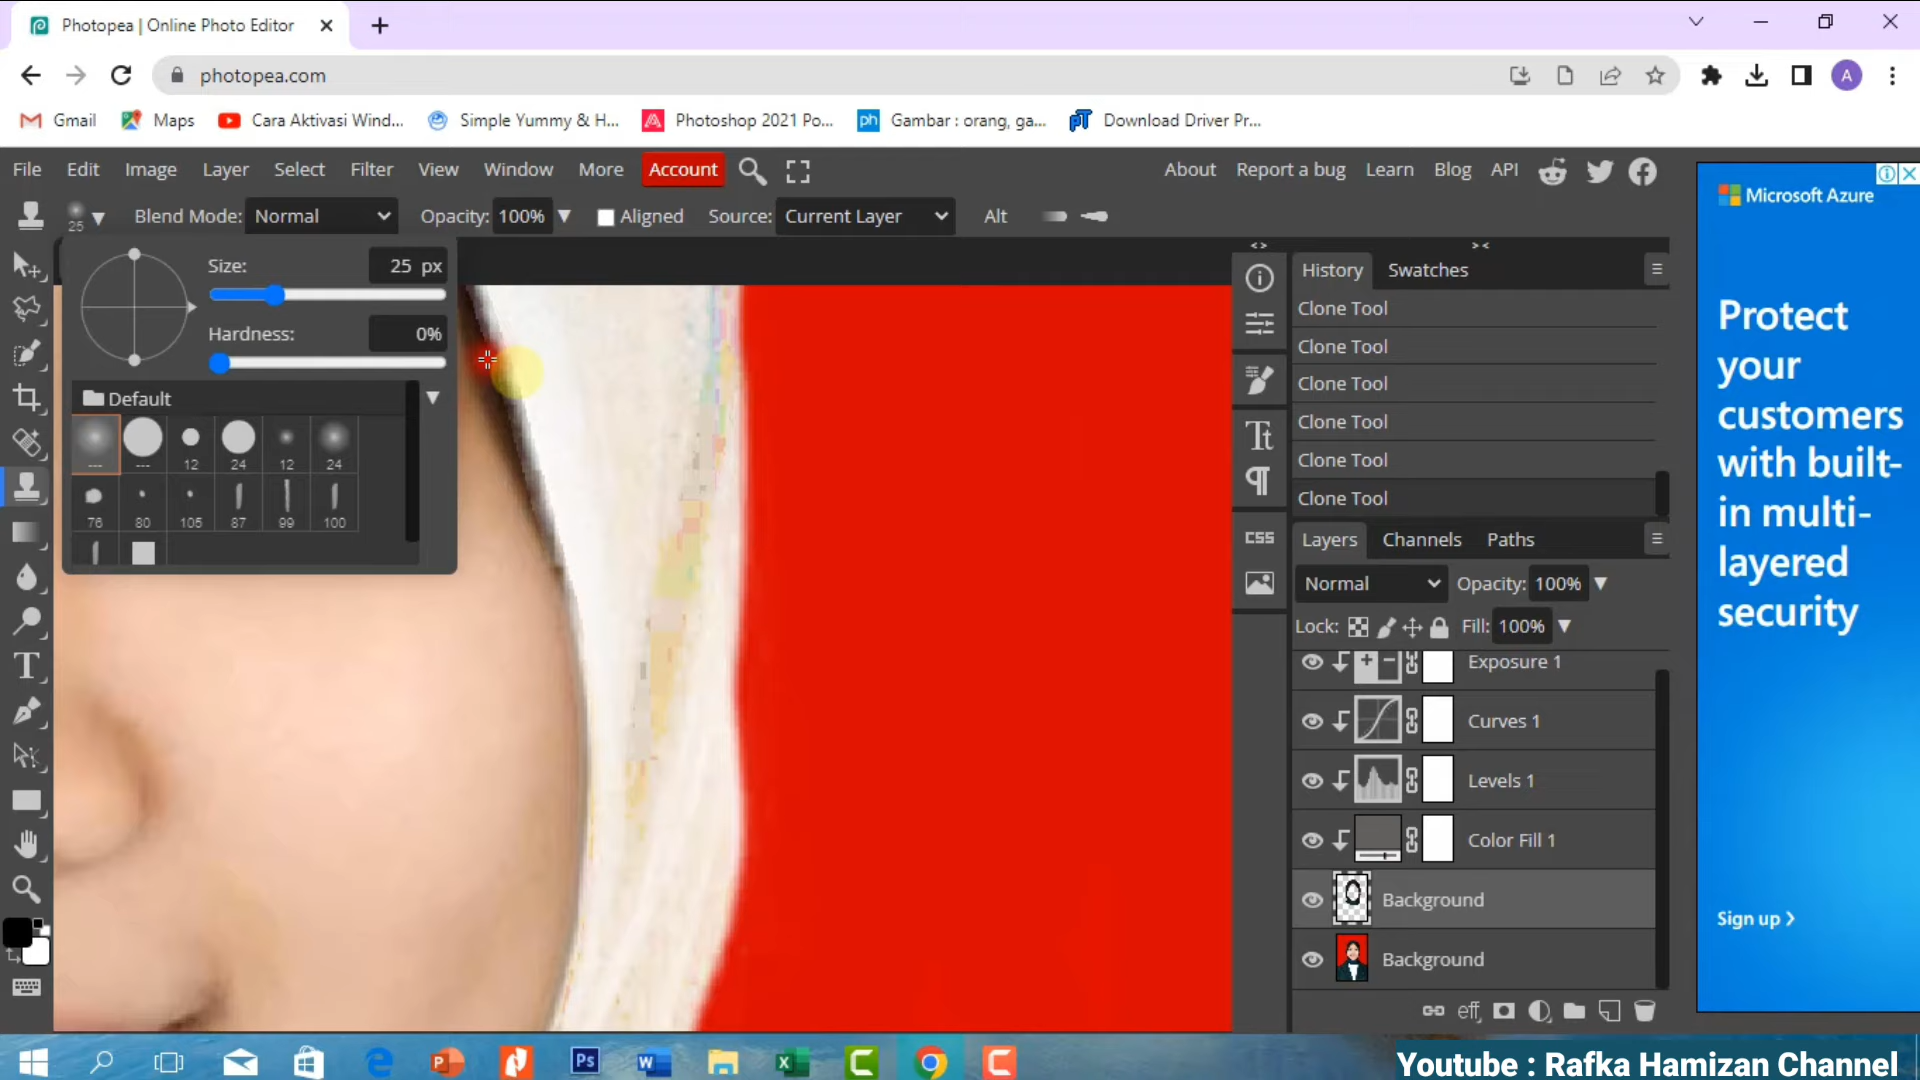 Photopea | Online Photo Editor
photopea.com
Gmail
Maps
Cara Aktivasi Wind...
Simple Yummy & H...
Photoshop 2021 Po...
ph
Gambar : orang, ga...
Download Driver Pr...
A
File Edit Image Layer Select Filter View Window More Account
About Report a bug Learn Blog API
25
Blend Mode: Normal
Opacity: 100%
Aligned
Source: Current Layer
Alt
Size: 25 px
Hardness: 0%
Default
--- --- 12 24 12 24
76 80 105 87 99 100
History Swatches
Clone Tool
Clone Tool
Clone Tool
Clone Tool
Clone Tool
Clone Tool
CSS
Layers Channels Paths
Normal
Opacity: 100%
Lock:
Fill: 100%
Exposure 1
Curves 1
Levels 1
Color Fill 1
Background
Background
eff
Microsoft Azure
Protect
your
customers
with built-
in multi-
layered
security
Sign up
Ps
Youtube : Rafka Hamizan Channel